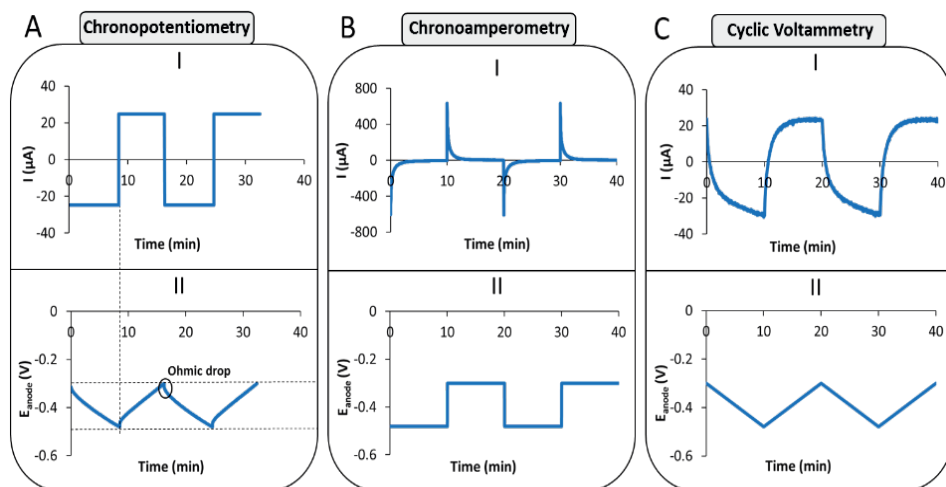 A
Chronopotentiometry
I
40
20
0
-20
-40
0
10
20
30
40
I (µA)
Time (min)
II
0
-0.2
-0.4
-0.6
0
10
20
30
40
E anode (V)
Ohmic drop
Time (min)
B
Chronoamperometry
I
800
400
0
-400
-800
0
10
20
30
40
I (µA)
Time (min)
II
0
-0.2
-0.4
-0.6
0
10
20
30
40
E anode (V)
Time (min)
C
Cyclic Voltammetry
I
40
20
0
-20
-40
0
10
20
30
40
I (µA)
Time (min)
II
0
-0.2
-0.4
-0.6
0
10
20
30
40
E anode (V)
Time (min)